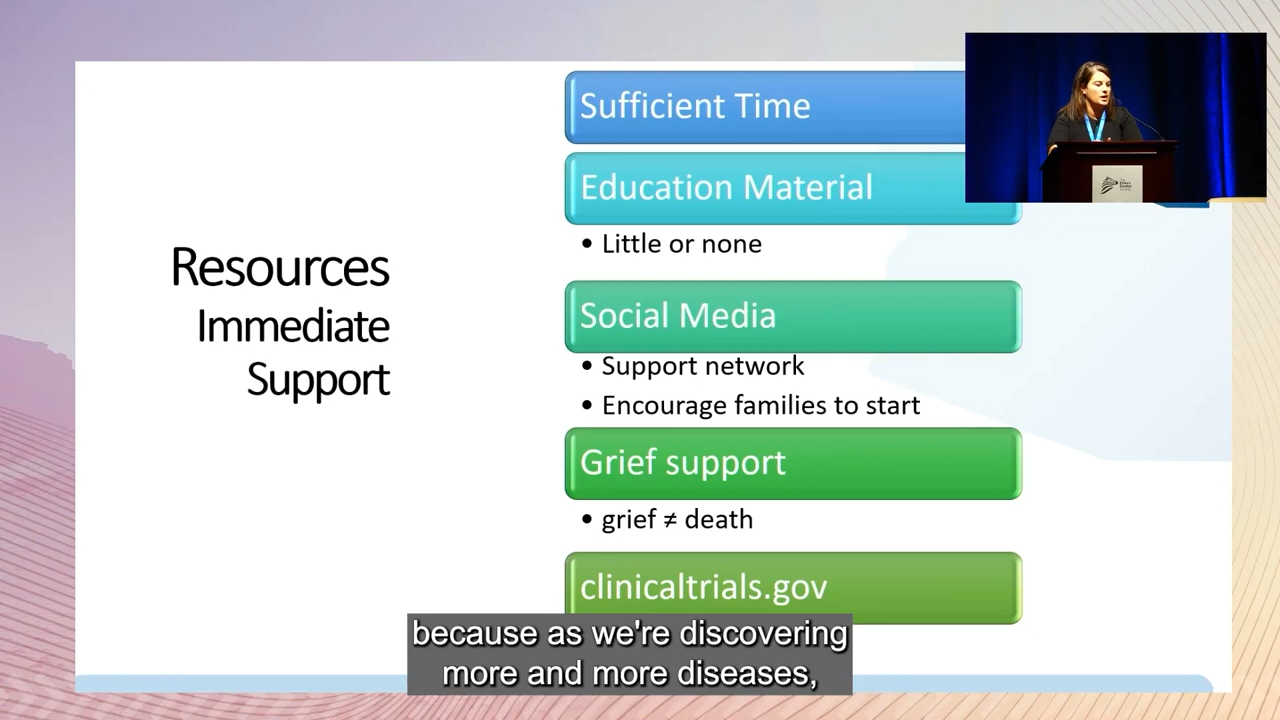 Sufficient Time
Education Material
• Little or none
Resources
Immediate
Support
Social Media
• Support network
• Encourage families to start
Grief support
• grief ≠ death
clinicaltrials.gov
because as we're discovering
more and more diseases,